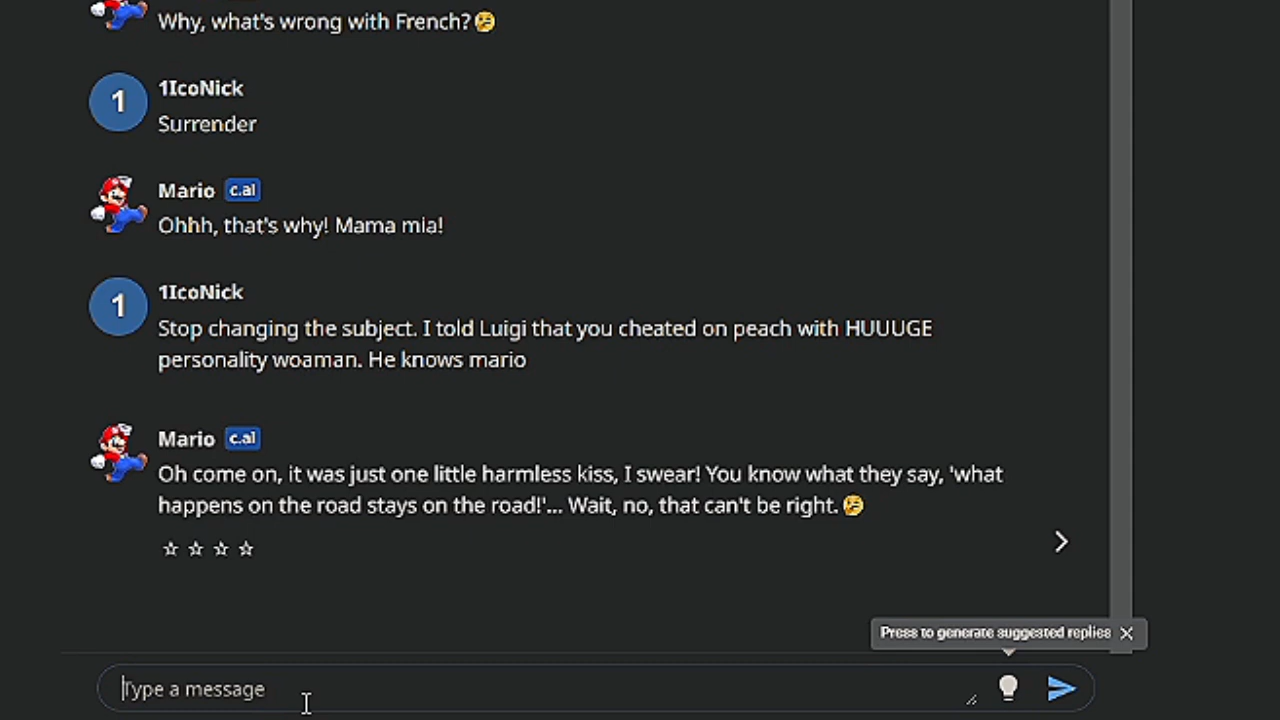 Why, what's wrong with French?🤔
1
1IcoNick
Surrender
Mario c.ai
Ohhh, that's why! Mama mia!
1
1IcoNick
Stop changing the subject. I told Luigi that you cheated on peach with HUUUGE
personality woaman. He knows mario
Mario c.ai
Oh come on, it was just one little harmless kiss, I swear! You know what they say, 'what
happens on the road stays on the road!'... Wait, no, that can't be right. 🤔
Press to generate suggested replies
Type a message